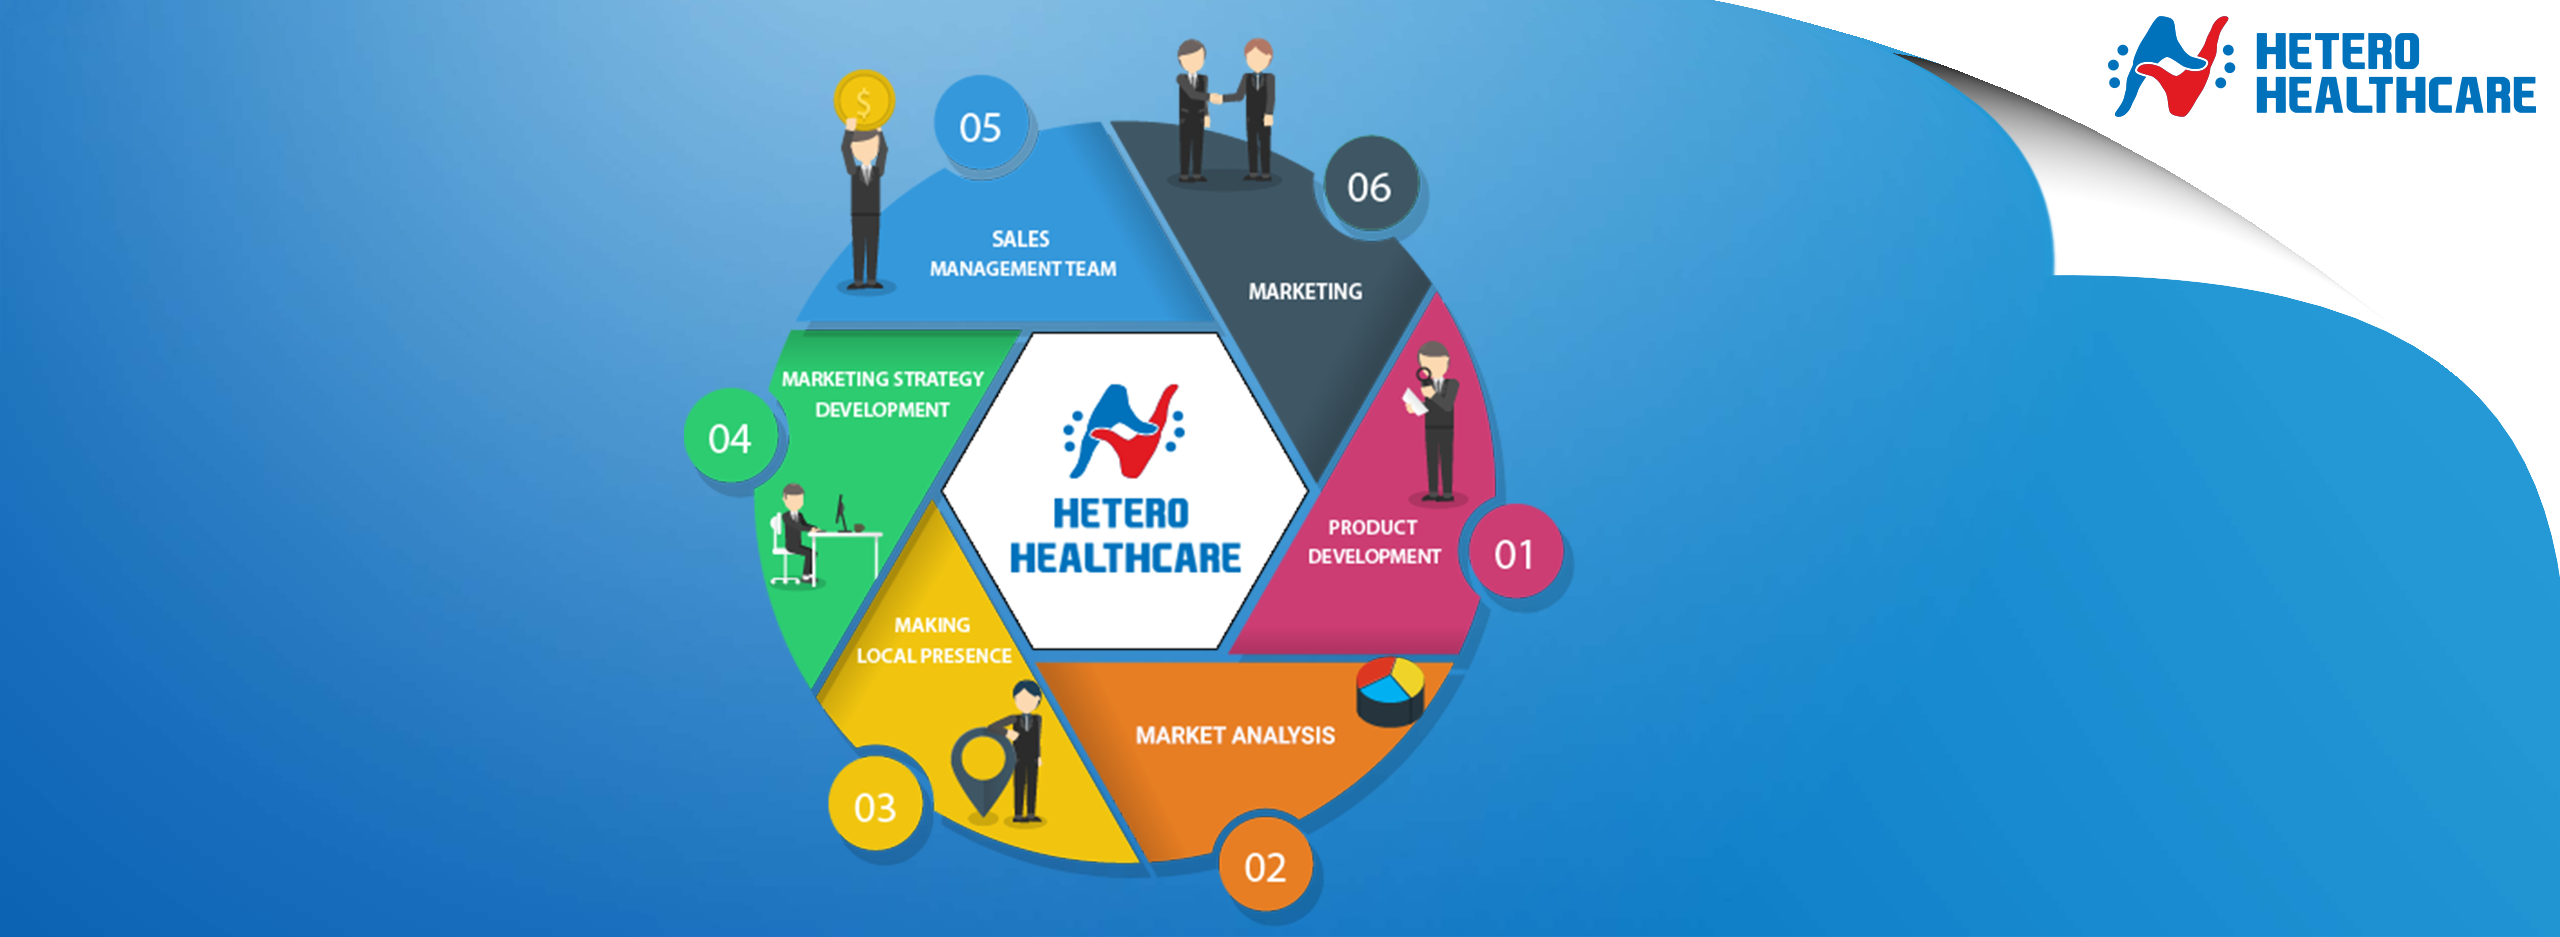 HETERO
HEALTHCARE
05
SALES
MANAGEMENT TEAM
06
MARKETING
MARKETING STRATEGY
DEVELOPMENT
04
HETERO
HEALTHCARE
PRODUCT
DEVELOPMENT
01
MAKING
LOCAL PRESENCE
03
MARKET ANALYSIS
02
$